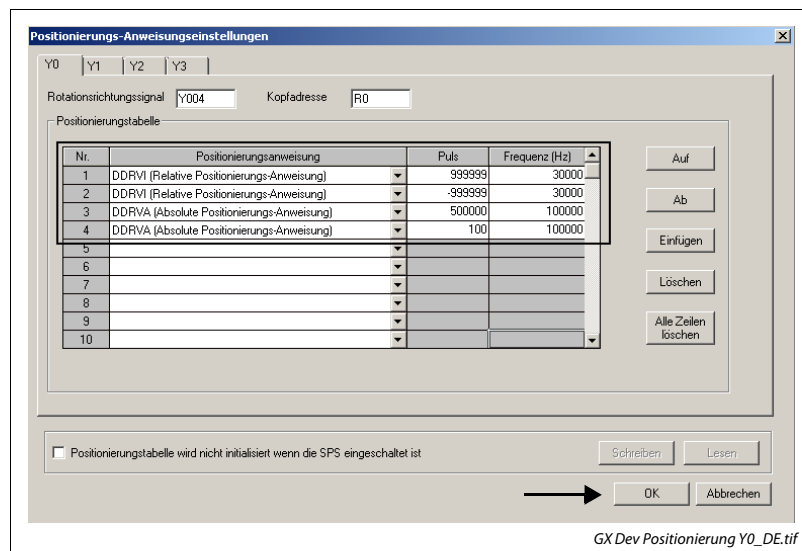 Positionierungs-Anweisungseinstellungen
Y0 Y1 Y2 Y3
Rotationsrichtungssignal Y004 Kopfadresse R0
Positionierungstabelle
Nr. Positionierungsanweisung Puls Frequenz (Hz)
1 DDRVI (Relative Positionierungs-Anweisung) 999999 30000
2 DDRVI (Relative Positionierungs-Anweisung) -999999 30000
3 DDRVA (Absolute Positionierungs-Anweisung) 500000 100000
4 DDRVA (Absolute Positionierungs-Anweisung) 100 100000
5
6
7
8
9
10
Auf
Ab
Einfügen
Löschen
Alle Zeilen
löschen
Positionierungstabelle wird nicht initialisiert wenn die SPS eingeschaltet ist
Schreiben Lesen
OK Abbrechen
GX Dev Positionierung Y0_DE.tif